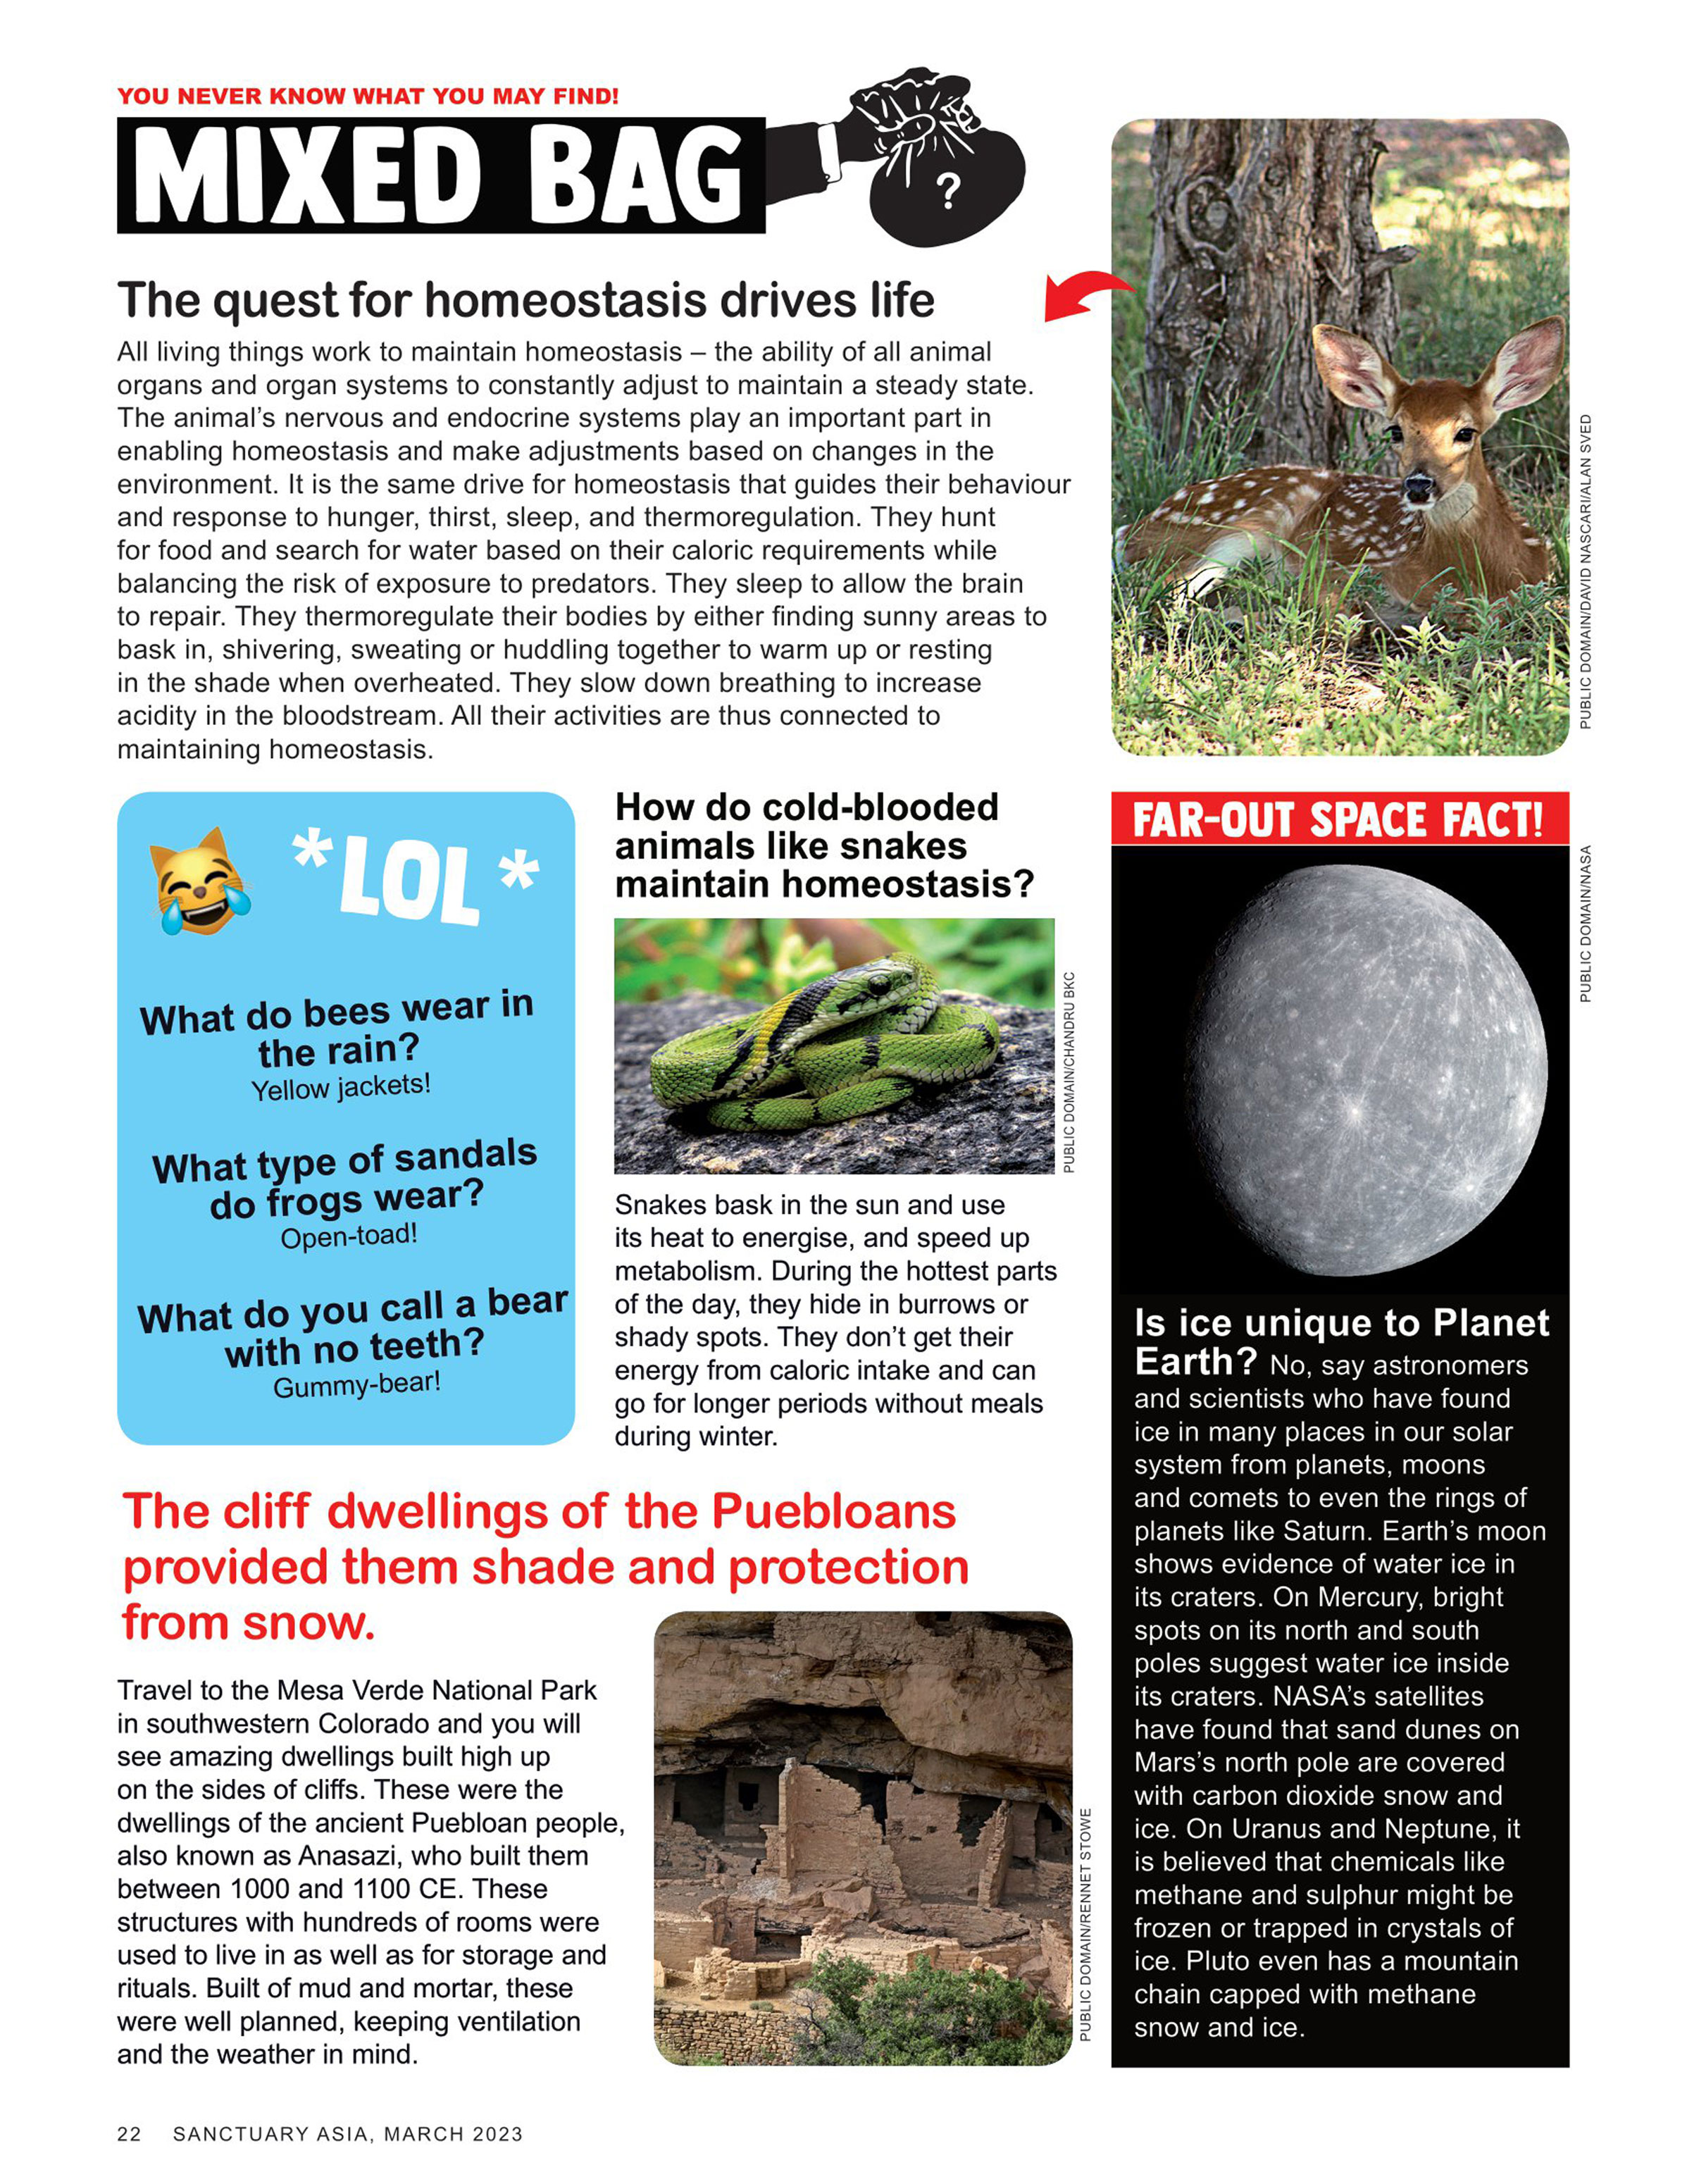 YOU NEVER KNOW WHAT YOU MAY FIND!
MIXED BAG
?
The quest for homeostasis drives life
All living things work to maintain homeostasis – the ability of all animal
organs and organ systems to constantly adjust to maintain a steady state.
The animal’s nervous and endocrine systems play an important part in
enabling homeostasis and make adjustments based on changes in the
environment. It is the same drive for homeostasis that guides their behaviour
and response to hunger, thirst, sleep, and thermoregulation. They hunt
for food and search for water based on their caloric requirements while
balancing the risk of exposure to predators. They sleep to allow the brain
to repair. They thermoregulate their bodies by either finding sunny areas to
bask in, shivering, sweating or huddling together to warm up or resting
in the shade when overheated. They slow down breathing to increase
acidity in the bloodstream. All their activities are thus connected to
maintaining homeostasis.
PUBLIC DOMAIN/DAVID NASCARI/ALAN SVED
*LOL*
What do bees wear in
the rain?
Yellow jackets!
What type of sandals
do frogs wear?
Open-toad!
What do you call a bear
with no teeth?
Gummy-bear!
How do cold-blooded
animals like snakes
maintain homeostasis?
PUBLIC DOMAIN/CHANDRU BKC
Snakes bask in the sun and use
its heat to energise, and speed up
metabolism. During the hottest parts
of the day, they hide in burrows or
shady spots. They don’t get their
energy from caloric intake and can
go for longer periods without meals
during winter.
FAR-OUT SPACE FACT!
PUBLIC DOMAIN/NASA
Is ice unique to Planet
Earth? No, say astronomers
and scientists who have found
ice in many places in our solar
system from planets, moons
and comets to even the rings of
planets like Saturn. Earth’s moon
shows evidence of water ice in
its craters. On Mercury, bright
spots on its north and south
poles suggest water ice inside
its craters. NASA’s satellites
have found that sand dunes on
Mars’s north pole are covered
with carbon dioxide snow and
ice. On Uranus and Neptune, it
is believed that chemicals like
methane and sulphur might be
frozen or trapped in crystals of
ice. Pluto even has a mountain
chain capped with methane
snow and ice.
The cliff dwellings of the Puebloans
provided them shade and protection
from snow.
Travel to the Mesa Verde National Park
in southwestern Colorado and you will
see amazing dwellings built high up
on the sides of cliffs. These were the
dwellings of the ancient Puebloan people,
also known as Anasazi, who built them
between 1000 and 1100 CE. These
structures with hundreds of rooms were
used to live in as well as for storage and
rituals. Built of mud and mortar, these
were well planned, keeping ventilation
and the weather in mind.
PUBLIC DOMAIN/RENNET STOWE
22 SANCTUARY ASIA, MARCH 2023